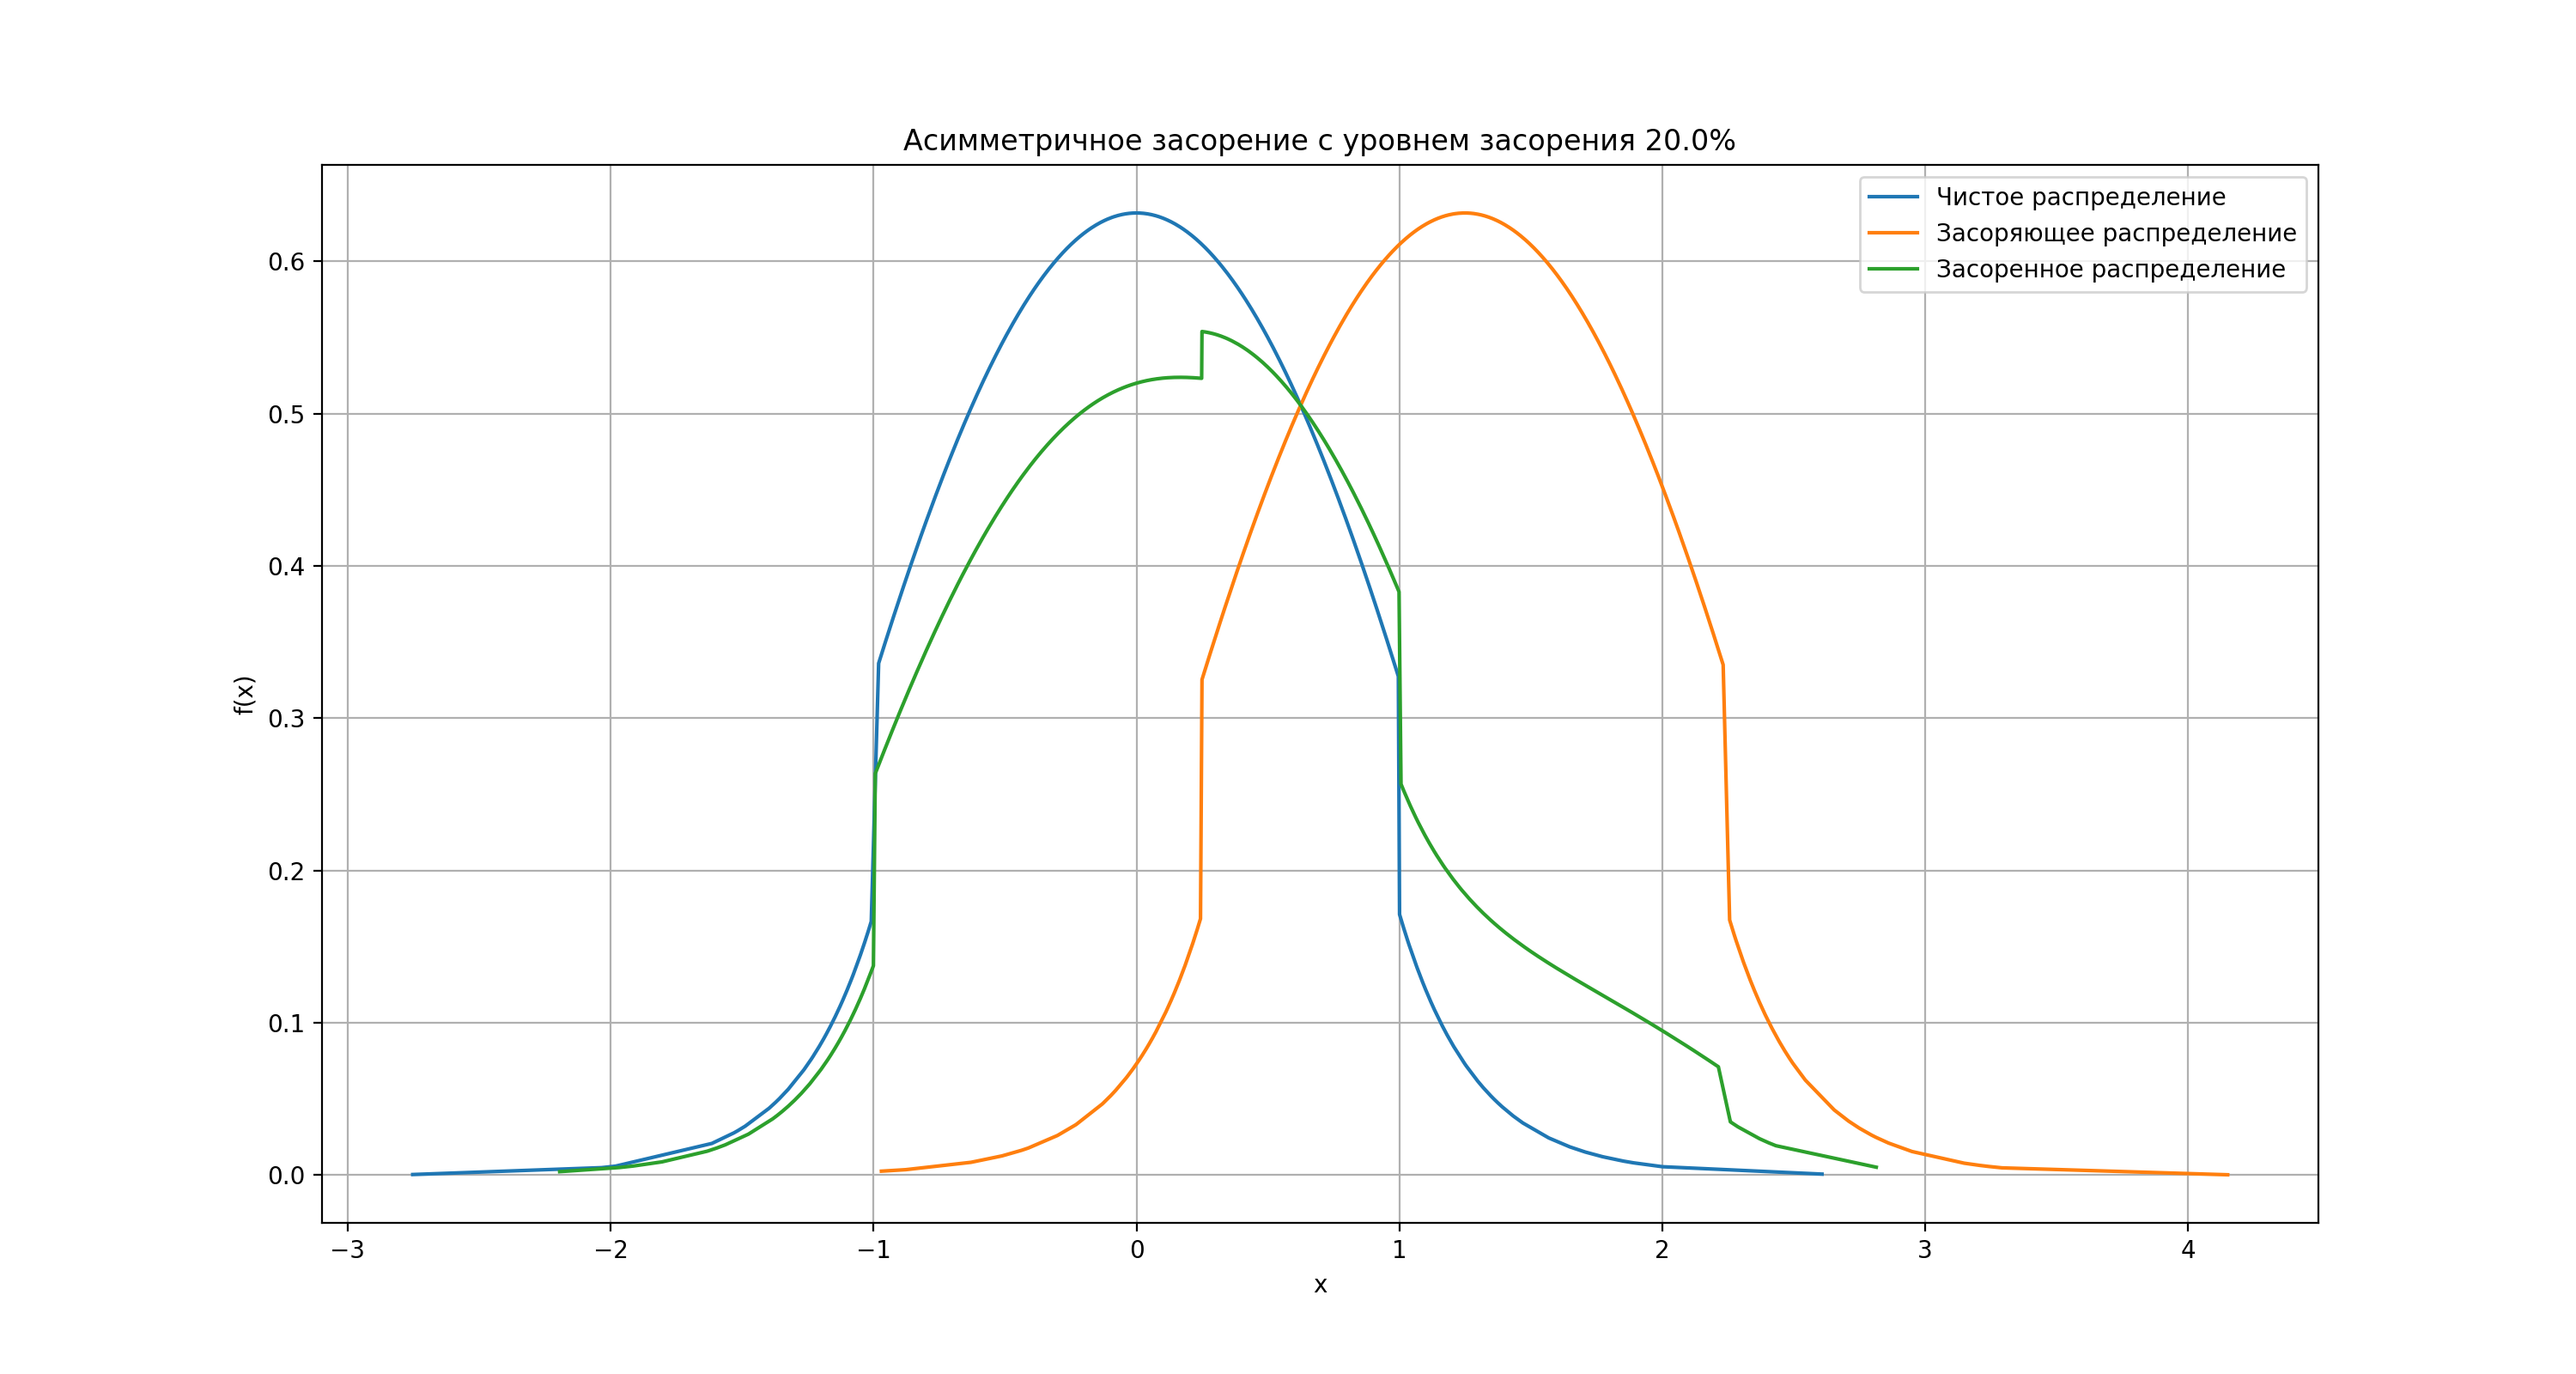 Асимметричное засорение с уровнем засорения 20.0%
Чистое распределение
Засоряющее распределение
Засоренное распределение
0.6
0.5
0.4
0.3
0.2
0.1
0.0
f(x)
−3 −2 −1 0 1 2 3 4
x